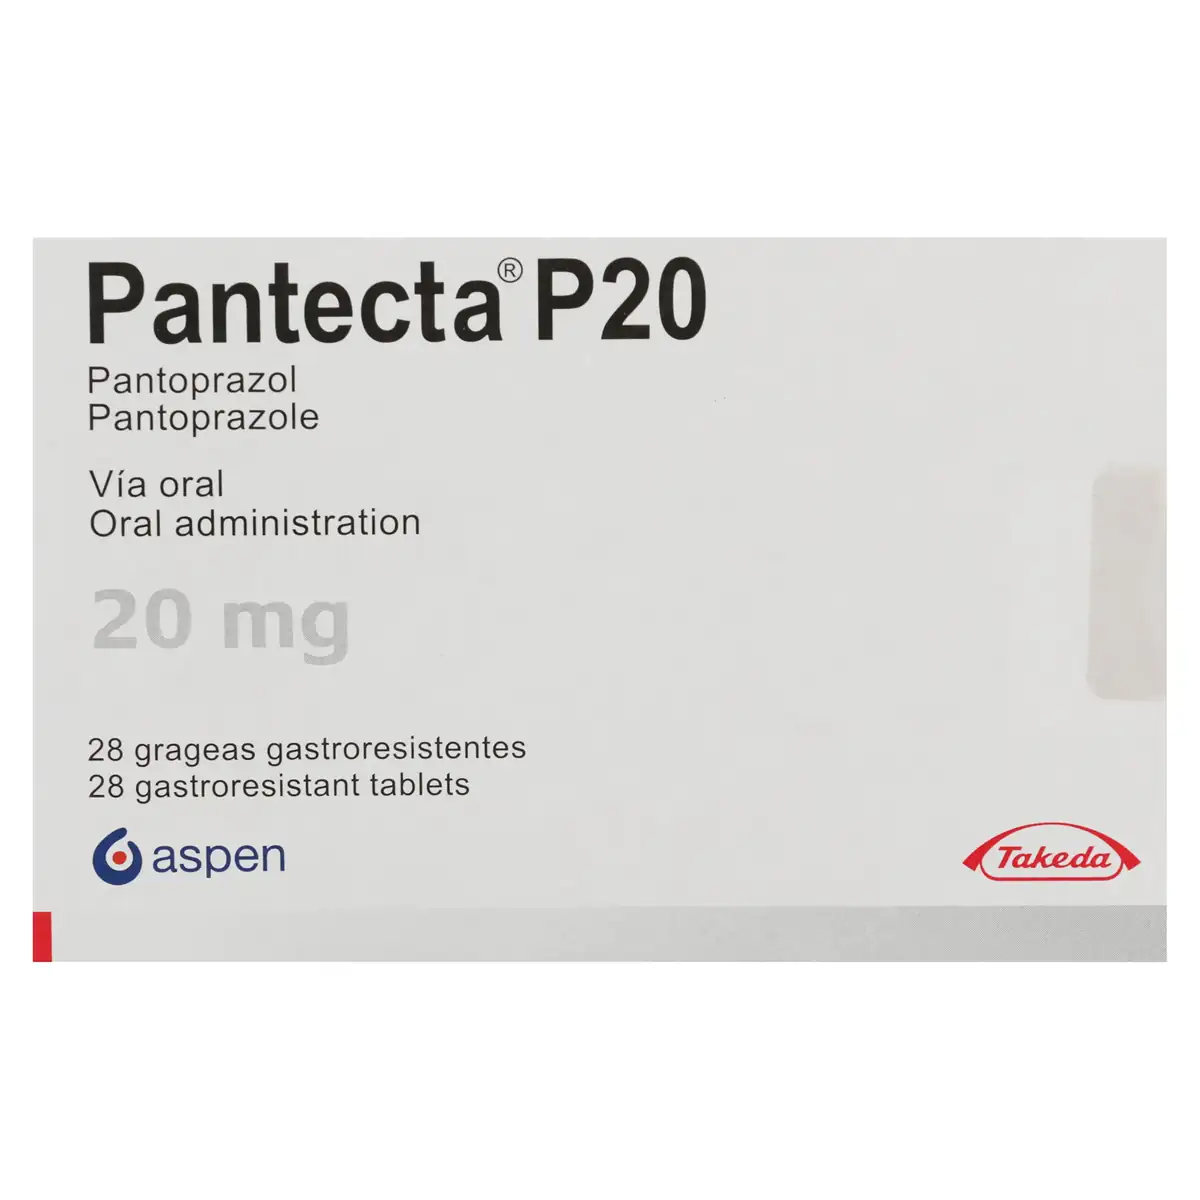 Pantecta® P20
Pantoprazol
Pantoprazole
Vía oral
Oral administration
20 mg
28 grageas gastroresistentes
28 gastroresistant tablets
aspen
Takeda